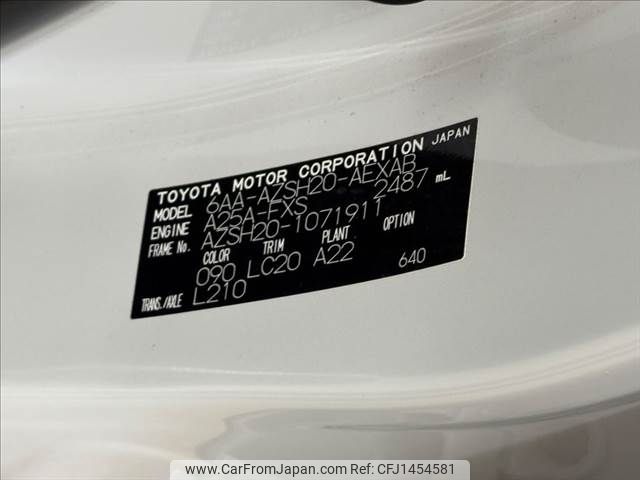 TOYOTA MOTOR CORPORATION JAPAN
MODEL 6AA-AZSH20-AEXAB
ENGINE A25A-FXS 2487 mL
FRAME No. AZSH20-1071911
COLOR TRIM PLANT OPTION
090 LC20 A22 640
TRANS./AXLE L210
www.CarFromJapan.com - CFJ1454581